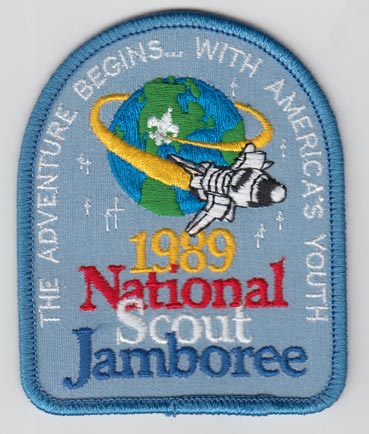 THE ADVENTURE BEGINS... WITH AMERICA'S YOUTH
1989
National
Scout
Jamboree